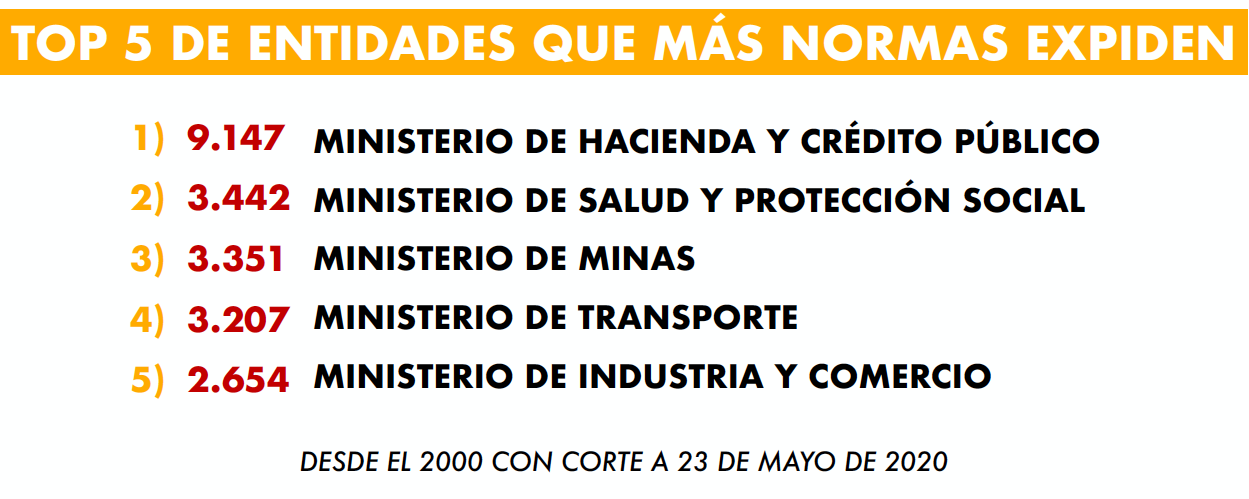 TOP 5 DE ENTIDADES QUE MÁS NORMAS EXPIDEN
1) 9.147 MINISTERIO DE HACIENDA Y CRÉDITO PÚBLICO
2) 3.442 MINISTERIO DE SALUD Y PROTECCIÓN SOCIAL
3) 3.351 MINISTERIO DE MINAS
4) 3.207 MINISTERIO DE TRANSPORTE
5) 2.654 MINISTERIO DE INDUSTRIA Y COMERCIO
DESDE EL 2000 CON CORTE A 23 DE MAYO DE 2020